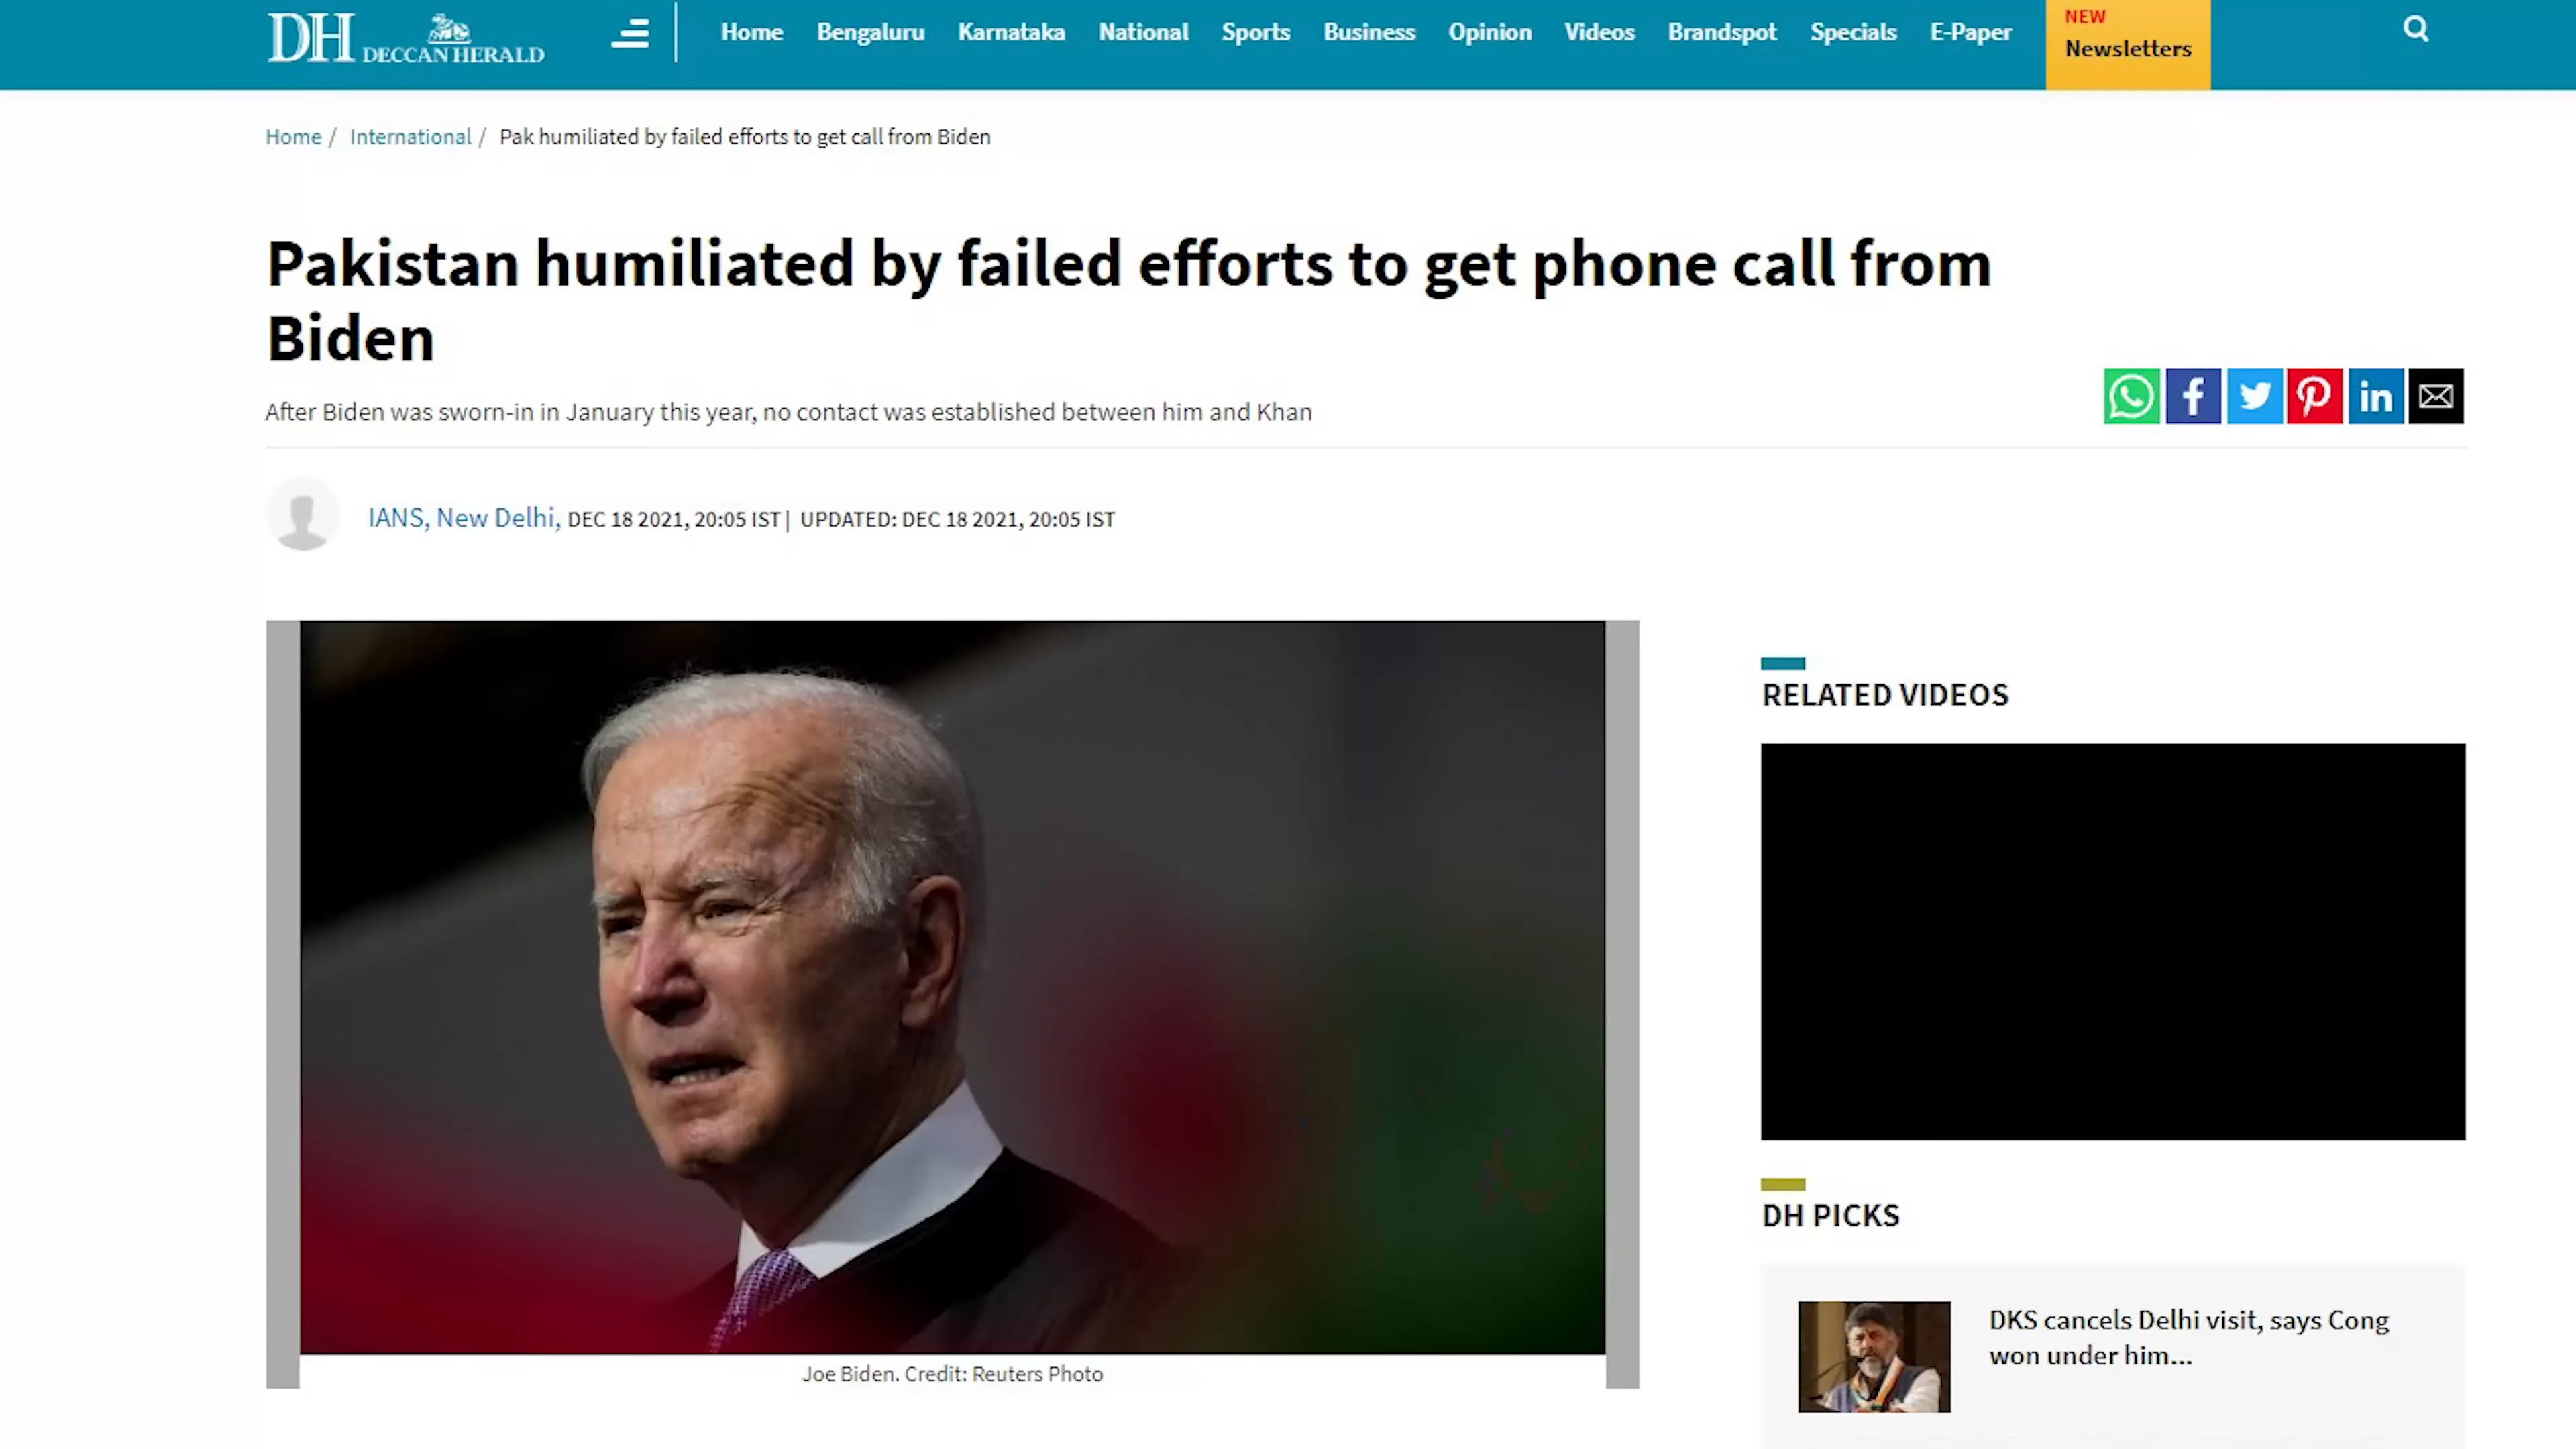 DH DECCAN HERALD
Home Bengaluru Karnataka National Sports Business Opinion Videos Brandspot Specials E-Paper
NEW
Newsletters
Home / International / Pak humiliated by failed efforts to get call from Biden
Pakistan humiliated by failed efforts to get phone call from
Biden
After Biden was sworn-in in January this year, no contact was established between him and Khan
IANS, New Delhi, DEC 18 2021, 20:05 IST | UPDATED: DEC 18 2021, 20:05 IST
Joe Biden. Credit: Reuters Photo
RELATED VIDEOS
DH PICKS
DKS cancels Delhi visit, says Cong
won under him...